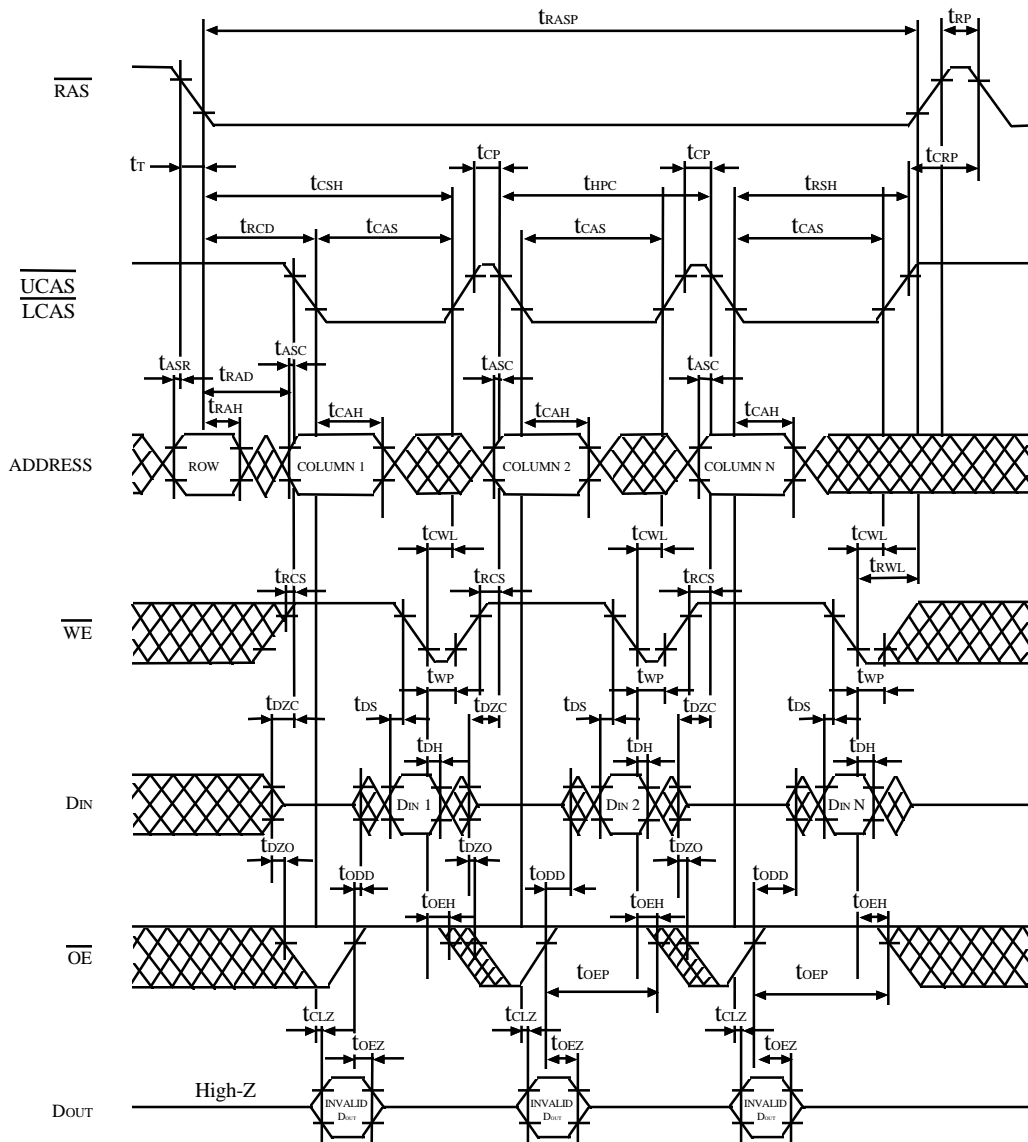 tRASP tRP
RAS
tT tCP tCP tCRP
tCSH tHPC tRSH
tRCD tCAS tCAS tCAS
UCAS
LCAS
tASR tRAD tASC tASC tASC
tRAH tCAH tCAH tCAH
ADDRESS ROW COLUMN 1 COLUMN 2 COLUMN N
tCWL tCWL tCWL
tRWL
tRCS tRCS tRCS
WE
tWP tWP tWP
tDZC tDS tDZC tDS tDZC tDS
tDH tDH tDH
DIN DIN 1 DIN 2 DIN N
tDZO tDZO tDZO
tODD tODD tODD
tOEH tOEH tOEH
OE
tOEP tOEP
tCLZ tCLZ tCLZ
tOEZ tOEZ tOEZ
High-Z
DOUT INVALID DOUT INVALID DOUT INVALID DOUT